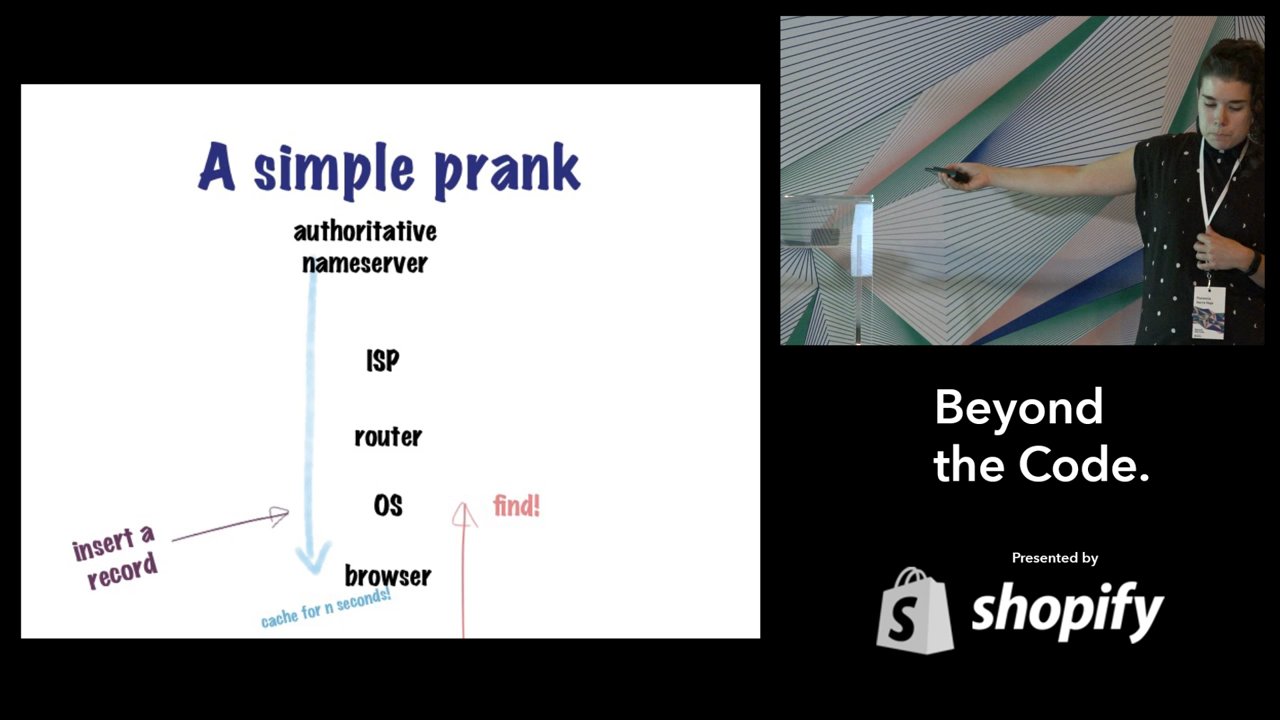 A simple prank
authoritative
nameserver
ISP
router
OS
find!
insert a
record
browser
cache for n seconds!
Beyond
the Code.
Presented by
S
shopify